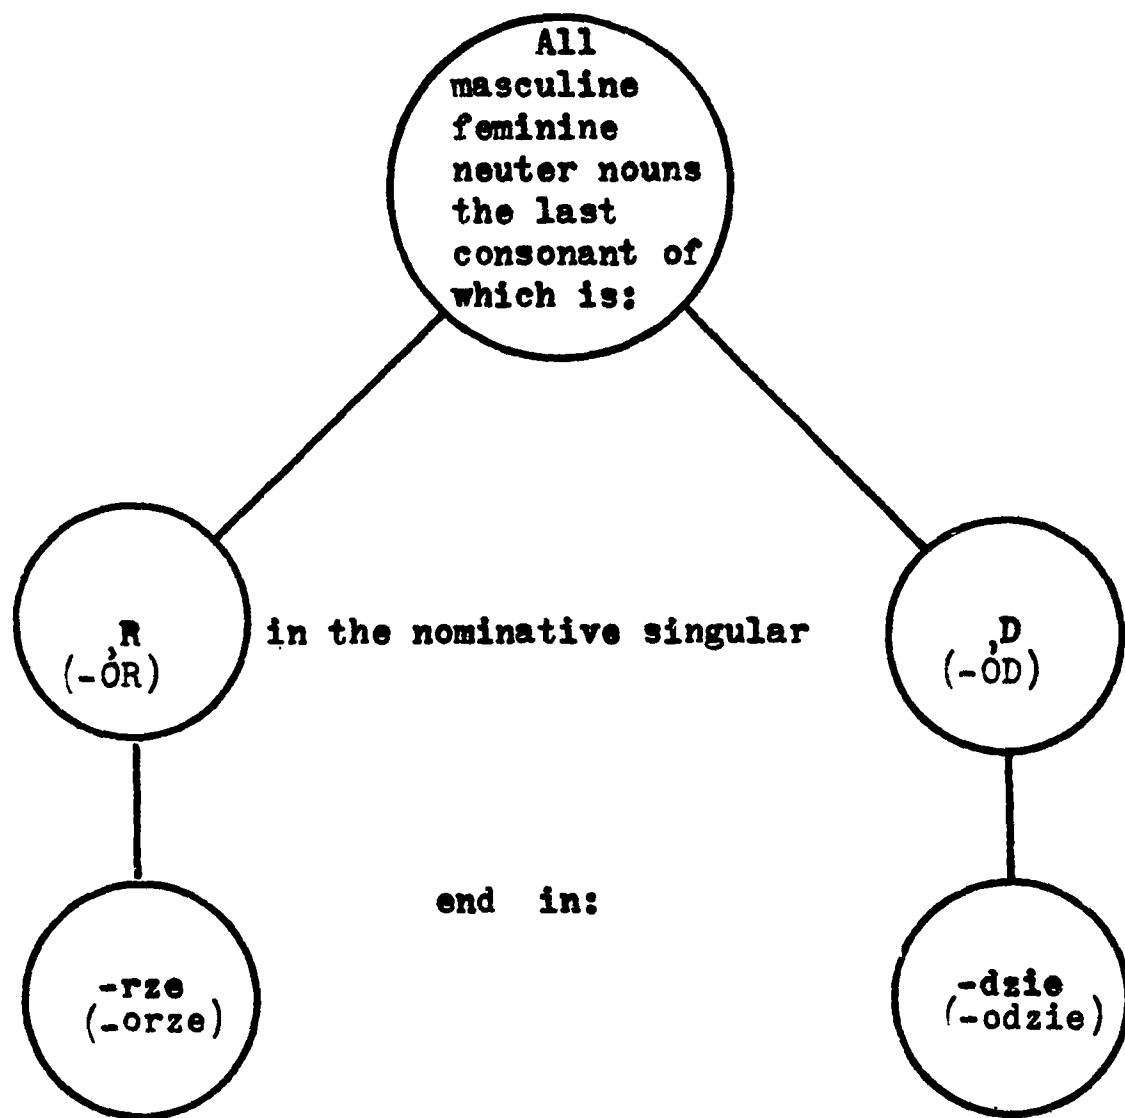 All
masculine
feminine
neuter nouns
the last
consonant of
which is:
R
(-ÓR)
in the nominative singular
D
(-ÓD)
end in:
-rze
(-orze)
-dzie
(-odzie)